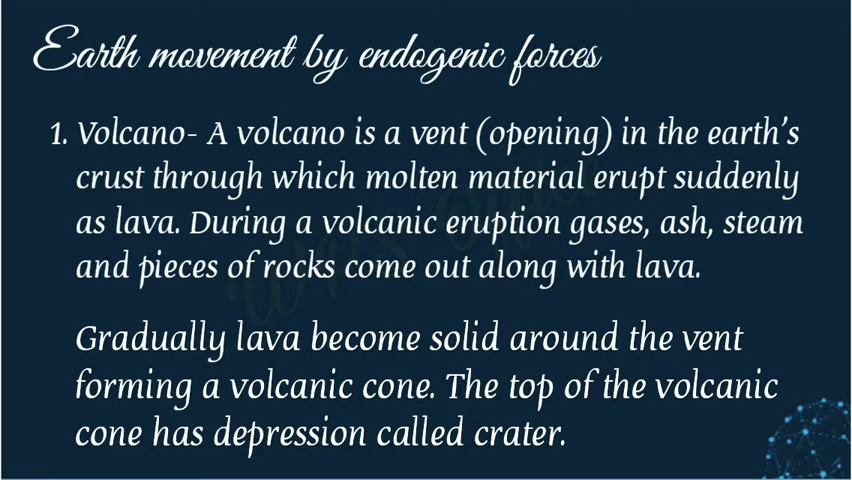 Earth movement by endogenic forces
1. Volcano- A volcano is a vent (opening) in the earth's
crust through which molten material erupt suddenly
as lava. During a volcanic eruption gases, ash, steam
and pieces of rocks come out along with lava.
Gradually lava become solid around the vent
forming a volcanic cone. The top of the volcanic
cone has depression called crater.